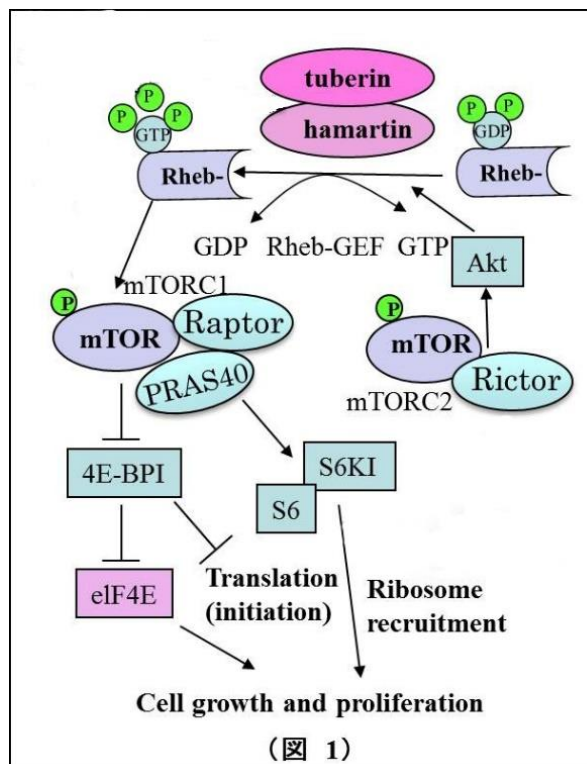 tuberin
hamartin
P
P
P
GTP
Rheb-
P
P
GDP
Rheb-
GDP Rheb-GEF GTP
Akt
mTORC1
P
mTOR
Raptor
PRAS40
P
mTOR
Rictor
mTORC2
4E-BPI
S6KI
S6
elF4E
Translation
(initiation)
Ribosome
recruitment
Cell growth and proliferation
(図 1)